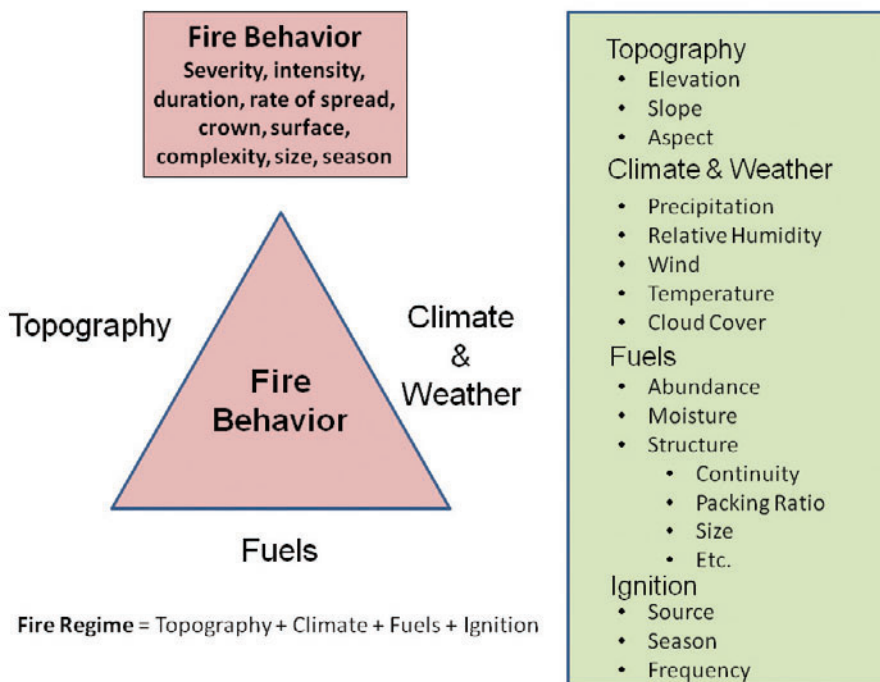 Fire Behavior
Severity, intensity,
duration, rate of spread,
crown, surface,
complexity, size, season
Topography
Climate
&
Weather
Fire
Behavior
Fuels
Fire Regime = Topography + Climate + Fuels + Ignition
Topography
• Elevation
• Slope
• Aspect
Climate & Weather
• Precipitation
• Relative Humidity
• Wind
• Temperature
• Cloud Cover
Fuels
• Abundance
• Moisture
• Structure
• Continuity
• Packing Ratio
• Size
• Etc.
Ignition
• Source
• Season
• Frequency